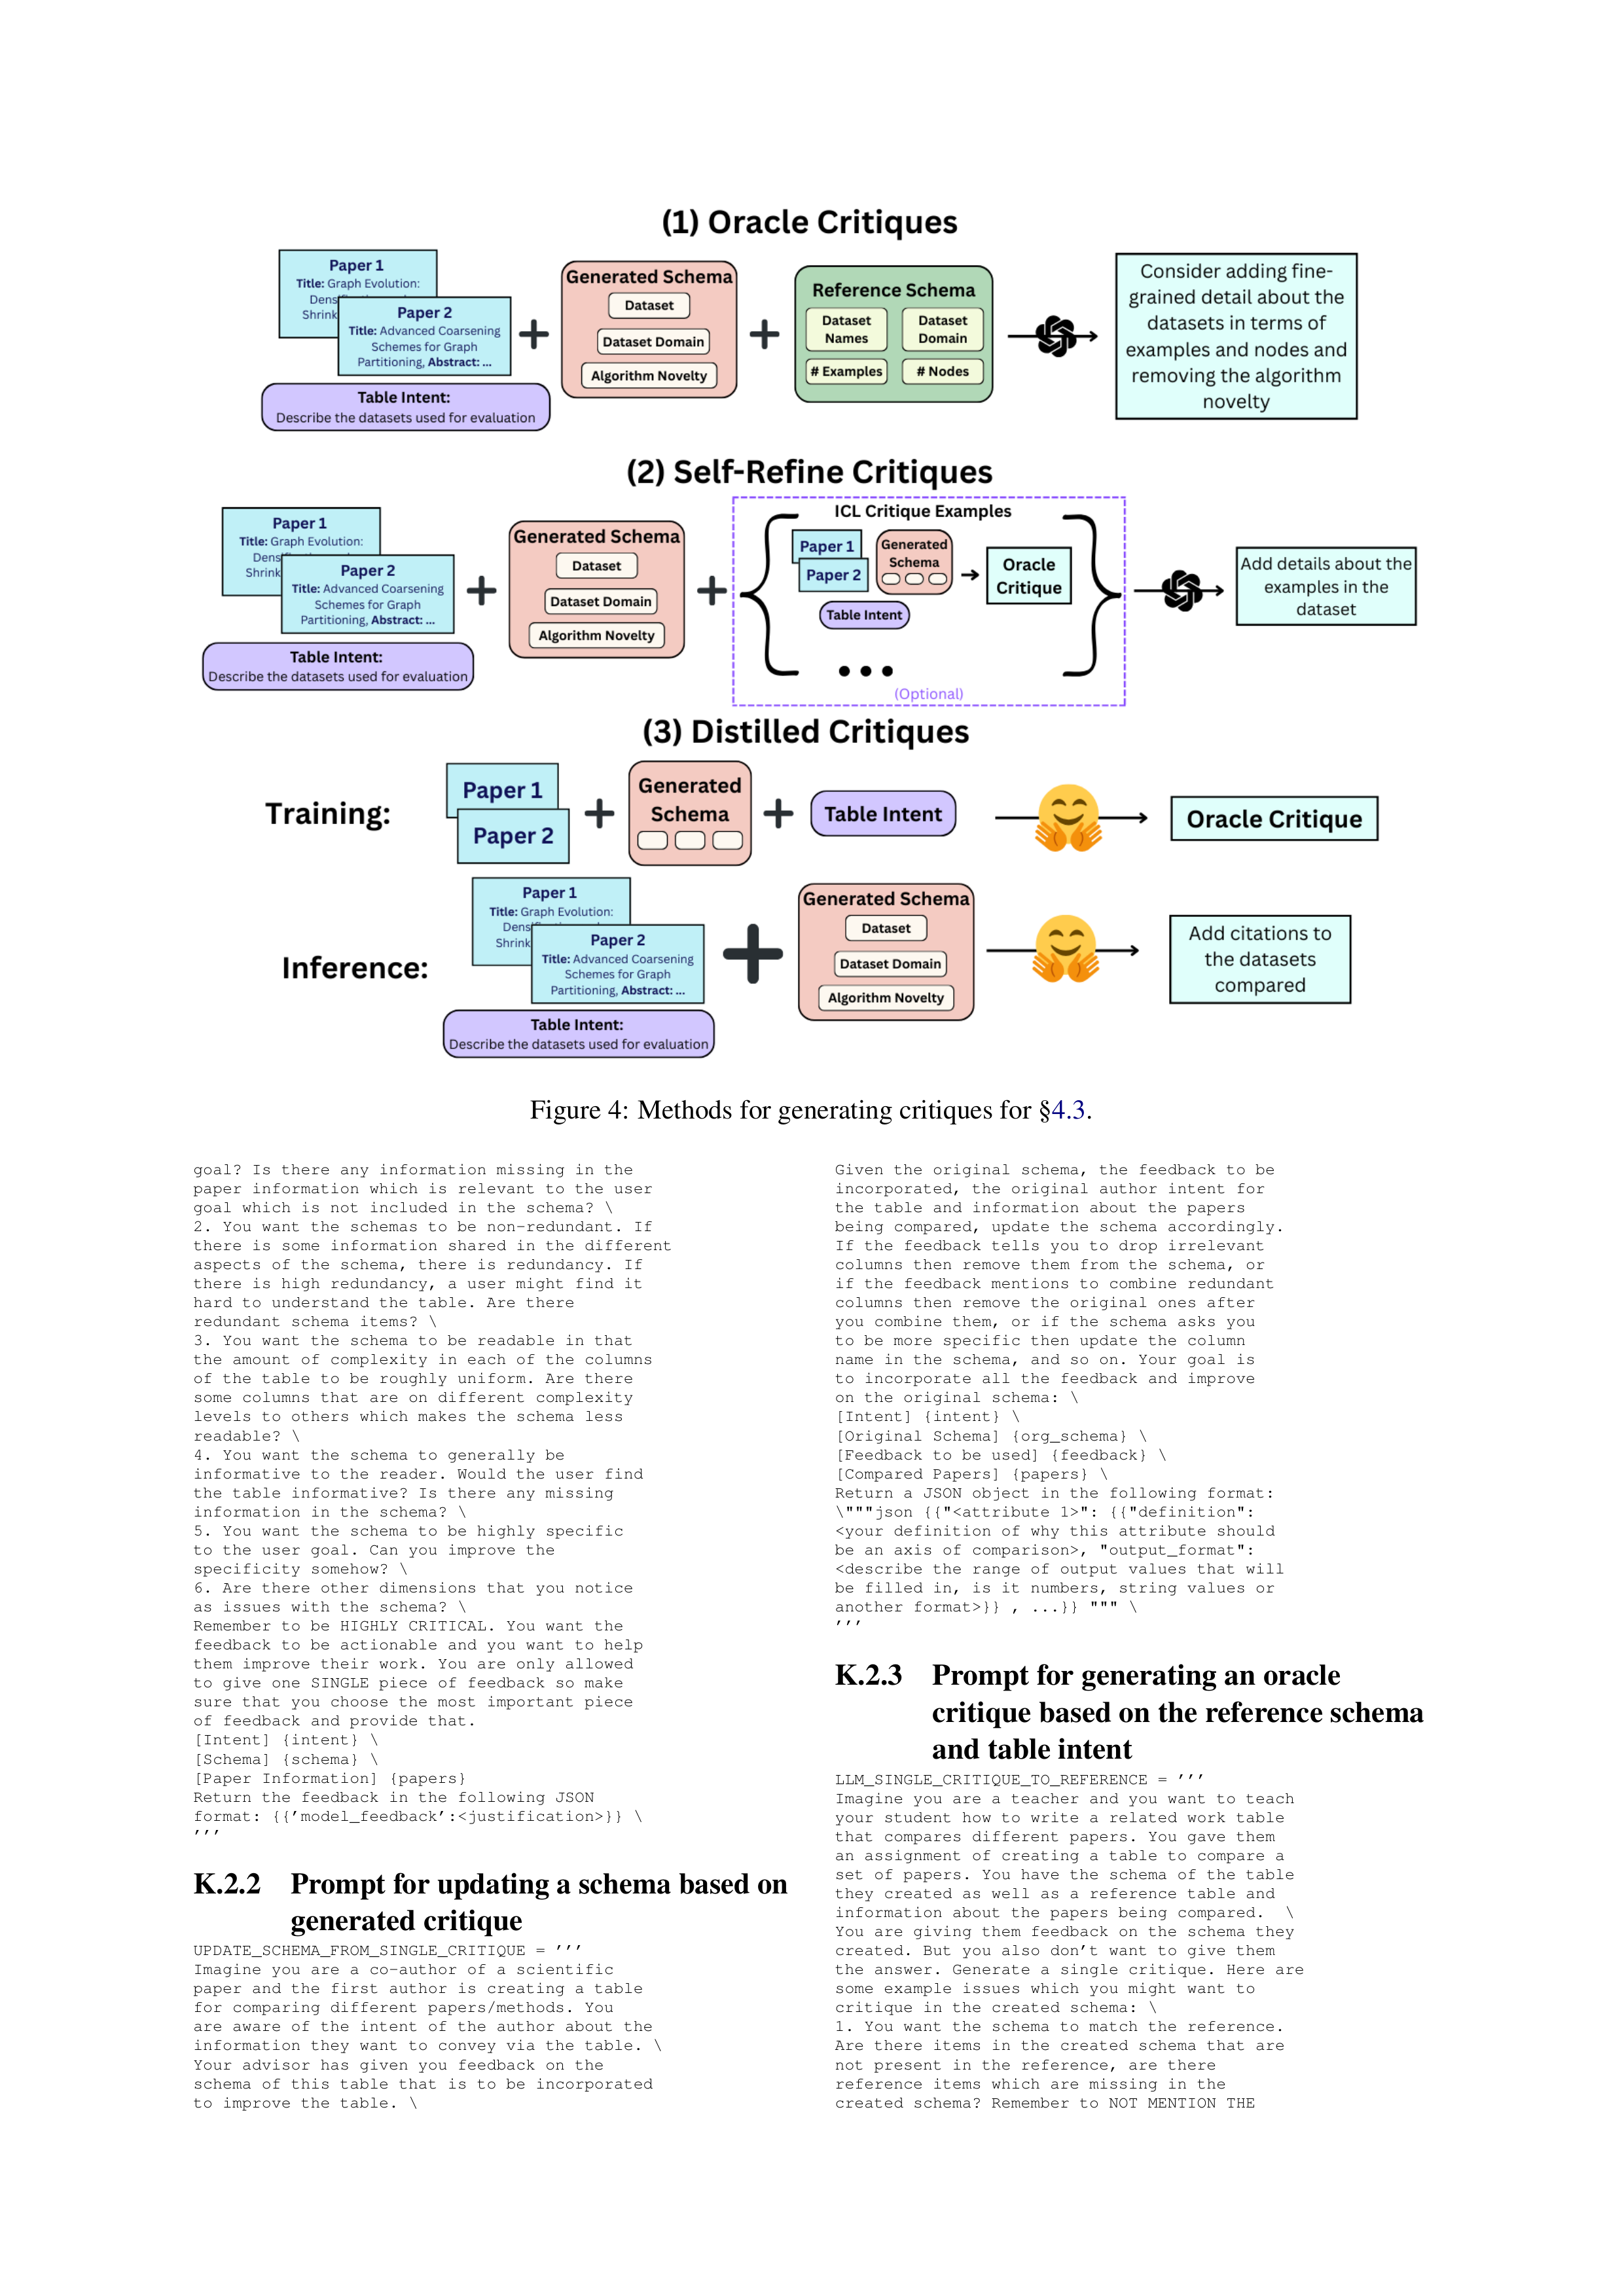 (1) Oracle Critiques
Paper 1
Title: Graph Evolution:
Shrink
Paper 2
Title: Advanced Coarsening
Schemes for Graph
Partitioning, Abstract: ...
Table Intent:
Describe the datasets used for evaluation
Generated Schema
Dataset
Dataset Domain
Algorithm Novelty
Reference Schema
Dataset Names
Dataset Domain
# Examples
# Nodes
Consider adding fine-
grained detail about the
datasets in terms of
examples and nodes and
removing the algorithm
novelty
(2) Self-Refine Critiques
Paper 1
Title: Graph Evolution:
Shrink
Paper 2
Title: Advanced Coarsening
Schemes for Graph
Partitioning, Abstract: ...
Table Intent:
Describe the datasets used for evaluation
Generated Schema
Dataset
Dataset Domain
Algorithm Novelty
ICL Critique Examples
Paper 1
Paper 2
Generated
Schema
Table Intent
Oracle
Critique
(Optional)
Add details about the
examples in the
dataset
(3) Distilled Critiques
Training:
Paper 1
Paper 2
Generated
Schema
Table Intent
Oracle Critique
Inference:
Paper 1
Title: Graph Evolution:
Shrink
Paper 2
Title: Advanced Coarsening
Schemes for Graph
Partitioning, Abstract: ...
Table Intent:
Describe the datasets used for evaluation
Generated Schema
Dataset
Dataset Domain
Algorithm Novelty
Add citations to
the datasets
compared
Figure 4: Methods for generating critiques for §4.3.
goal? Is there any information missing in the
paper information which is relevant to the user
goal which is not included in the schema? \
2. You want the schemas to be non-redundant. If
there is some information shared in the different
aspects of the schema, there is redundancy. If
there is high redundancy, a user might find it
hard to understand the table. Are there
redundant schema items? \
3. You want the schema to be readable in that
the amount of complexity in each of the columns
of the table to be roughly uniform. Are there
some columns that are on different complexity
levels to others which makes the schema less
readable? \
4. You want the schema to generally be
informative to the reader. Would the user find
the table informative? Is there any missing
information in the schema? \
5. You want the schema to be highly specific
to the user goal. Can you improve the
specificity somehow? \
6. Are there other dimensions that you notice
as issues with the schema? \
Remember to be HIGHLY CRITICAL. You want the
feedback to be actionable and you want to help
them improve their work. You are only allowed
to give one SINGLE piece of feedback so make
sure that you choose the most important piece
of feedback and provide that.
[Intent] {intent} \
[Schema] {schema} \
[Paper Information] {papers}
Return the feedback in the following JSON
format: {{'model_feedback':<justification>}} \
'''
K.2.2 Prompt for updating a schema based on
generated critique
UPDATE_SCHEMA_FROM_SINGLE_CRITIQUE = '''
Imagine you are a co-author of a scientific
paper and the first author is creating a table
for comparing different papers/methods. You
are aware of the intent of the author about the
information they want to convey via the table. \
Your advisor has given you feedback on the
schema of this table that is to be incorporated
to improve the table. \
Given the original schema, the feedback to be
incorporated, the original author intent for
the table and information about the papers
being compared, update the schema accordingly.
If the feedback tells you to drop irrelevant
columns then remove them from the schema, or
if the feedback mentions to combine redundant
columns then remove the original ones after
you combine them, or if the schema asks you
to be more specific then update the column
name in the schema, and so on. Your goal is
to incorporate all the feedback and improve
on the original schema: \
[Intent] {intent} \
[Original Schema] {org_schema} \
[Feedback to be used] {feedback} \
[Compared Papers] {papers} \
Return a JSON object in the following format:
\"""json {{"<attribute 1>": {{"definition":
<your definition of why this attribute should
be an axis of comparison>, "output_format":
<describe the range of output values that will
be filled in, is it numbers, string values or
another format>}} , ...}} """ \
'''
K.2.3 Prompt for generating an oracle
critique based on the reference schema
and table intent
LLM_SINGLE_CRITIQUE_TO_REFERENCE = '''
Imagine you are a teacher and you want to teach
your student how to write a related work table
that compares different papers. You gave them
an assignment of creating a table to compare a
set of papers. You have the schema of the table
they created as well as a reference table and
information about the papers being compared. \
You are giving them feedback on the schema they
created. But you also don't want to give them
the answer. Generate a single critique. Here are
some example issues which you might want to
critique in the created schema: \
1. You want the schema to match the reference.
Are there items in the created schema that are
not present in the reference, are there
reference items which are missing in the
created schema? Remember to NOT MENTION THE